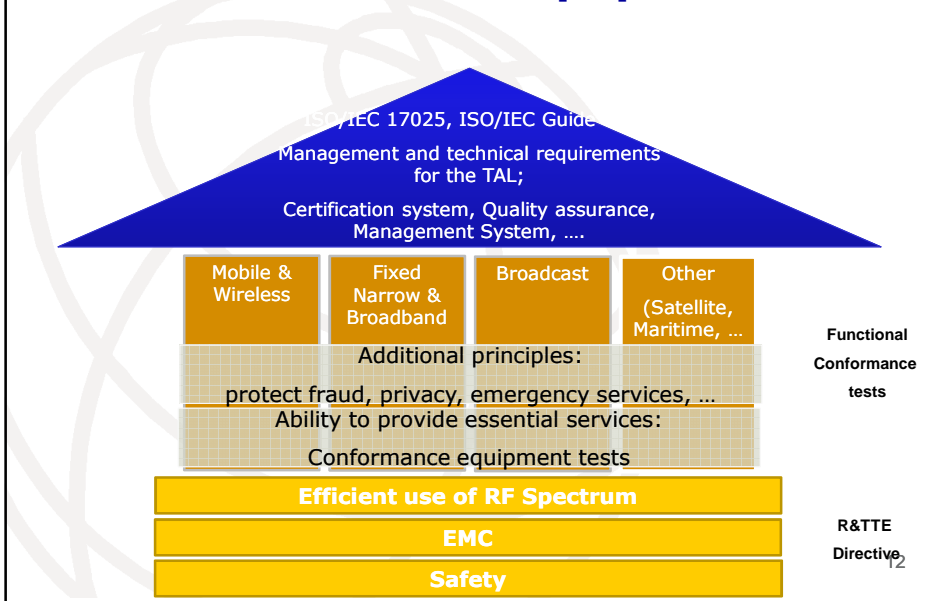 ISO/IEC 17025, ISO/IEC Guide
Management and technical requirements
for the TAL;
Certification system, Quality assurance,
Management System, ….
Mobile &
Wireless
Fixed
Narrow &
Broadband
Broadcast
Other
(Satellite,
Maritime, …
Functional
Conformance
tests
Additional principles:
protect fraud, privacy, emergency services, …
Ability to provide essential services:
Conformance equipment tests
Efficient use of RF Spectrum
EMC
Safety
R&TTE
Directive
12